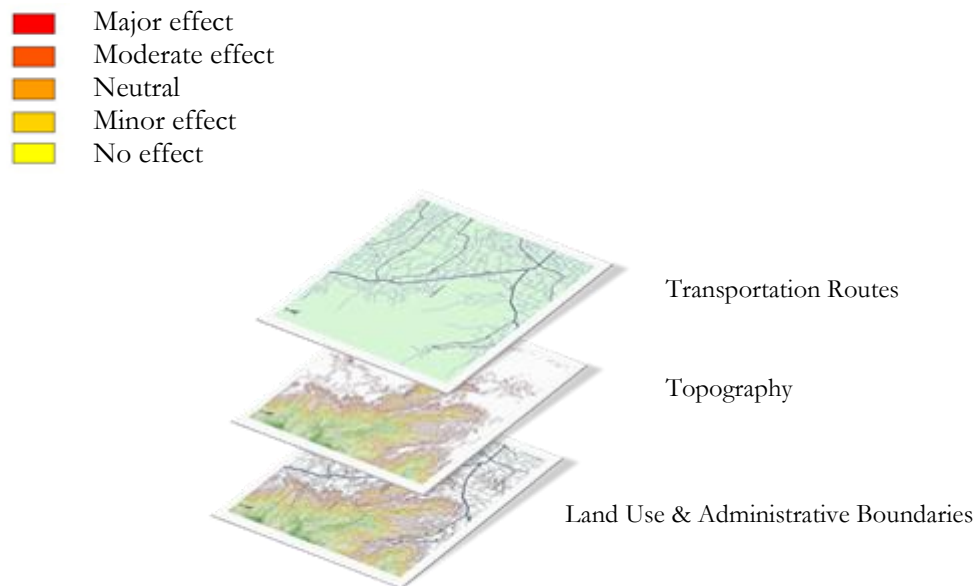 Major effect
Moderate effect
Neutral
Minor effect
No effect
Transportation Routes
Topography
Land Use & Administrative Boundaries